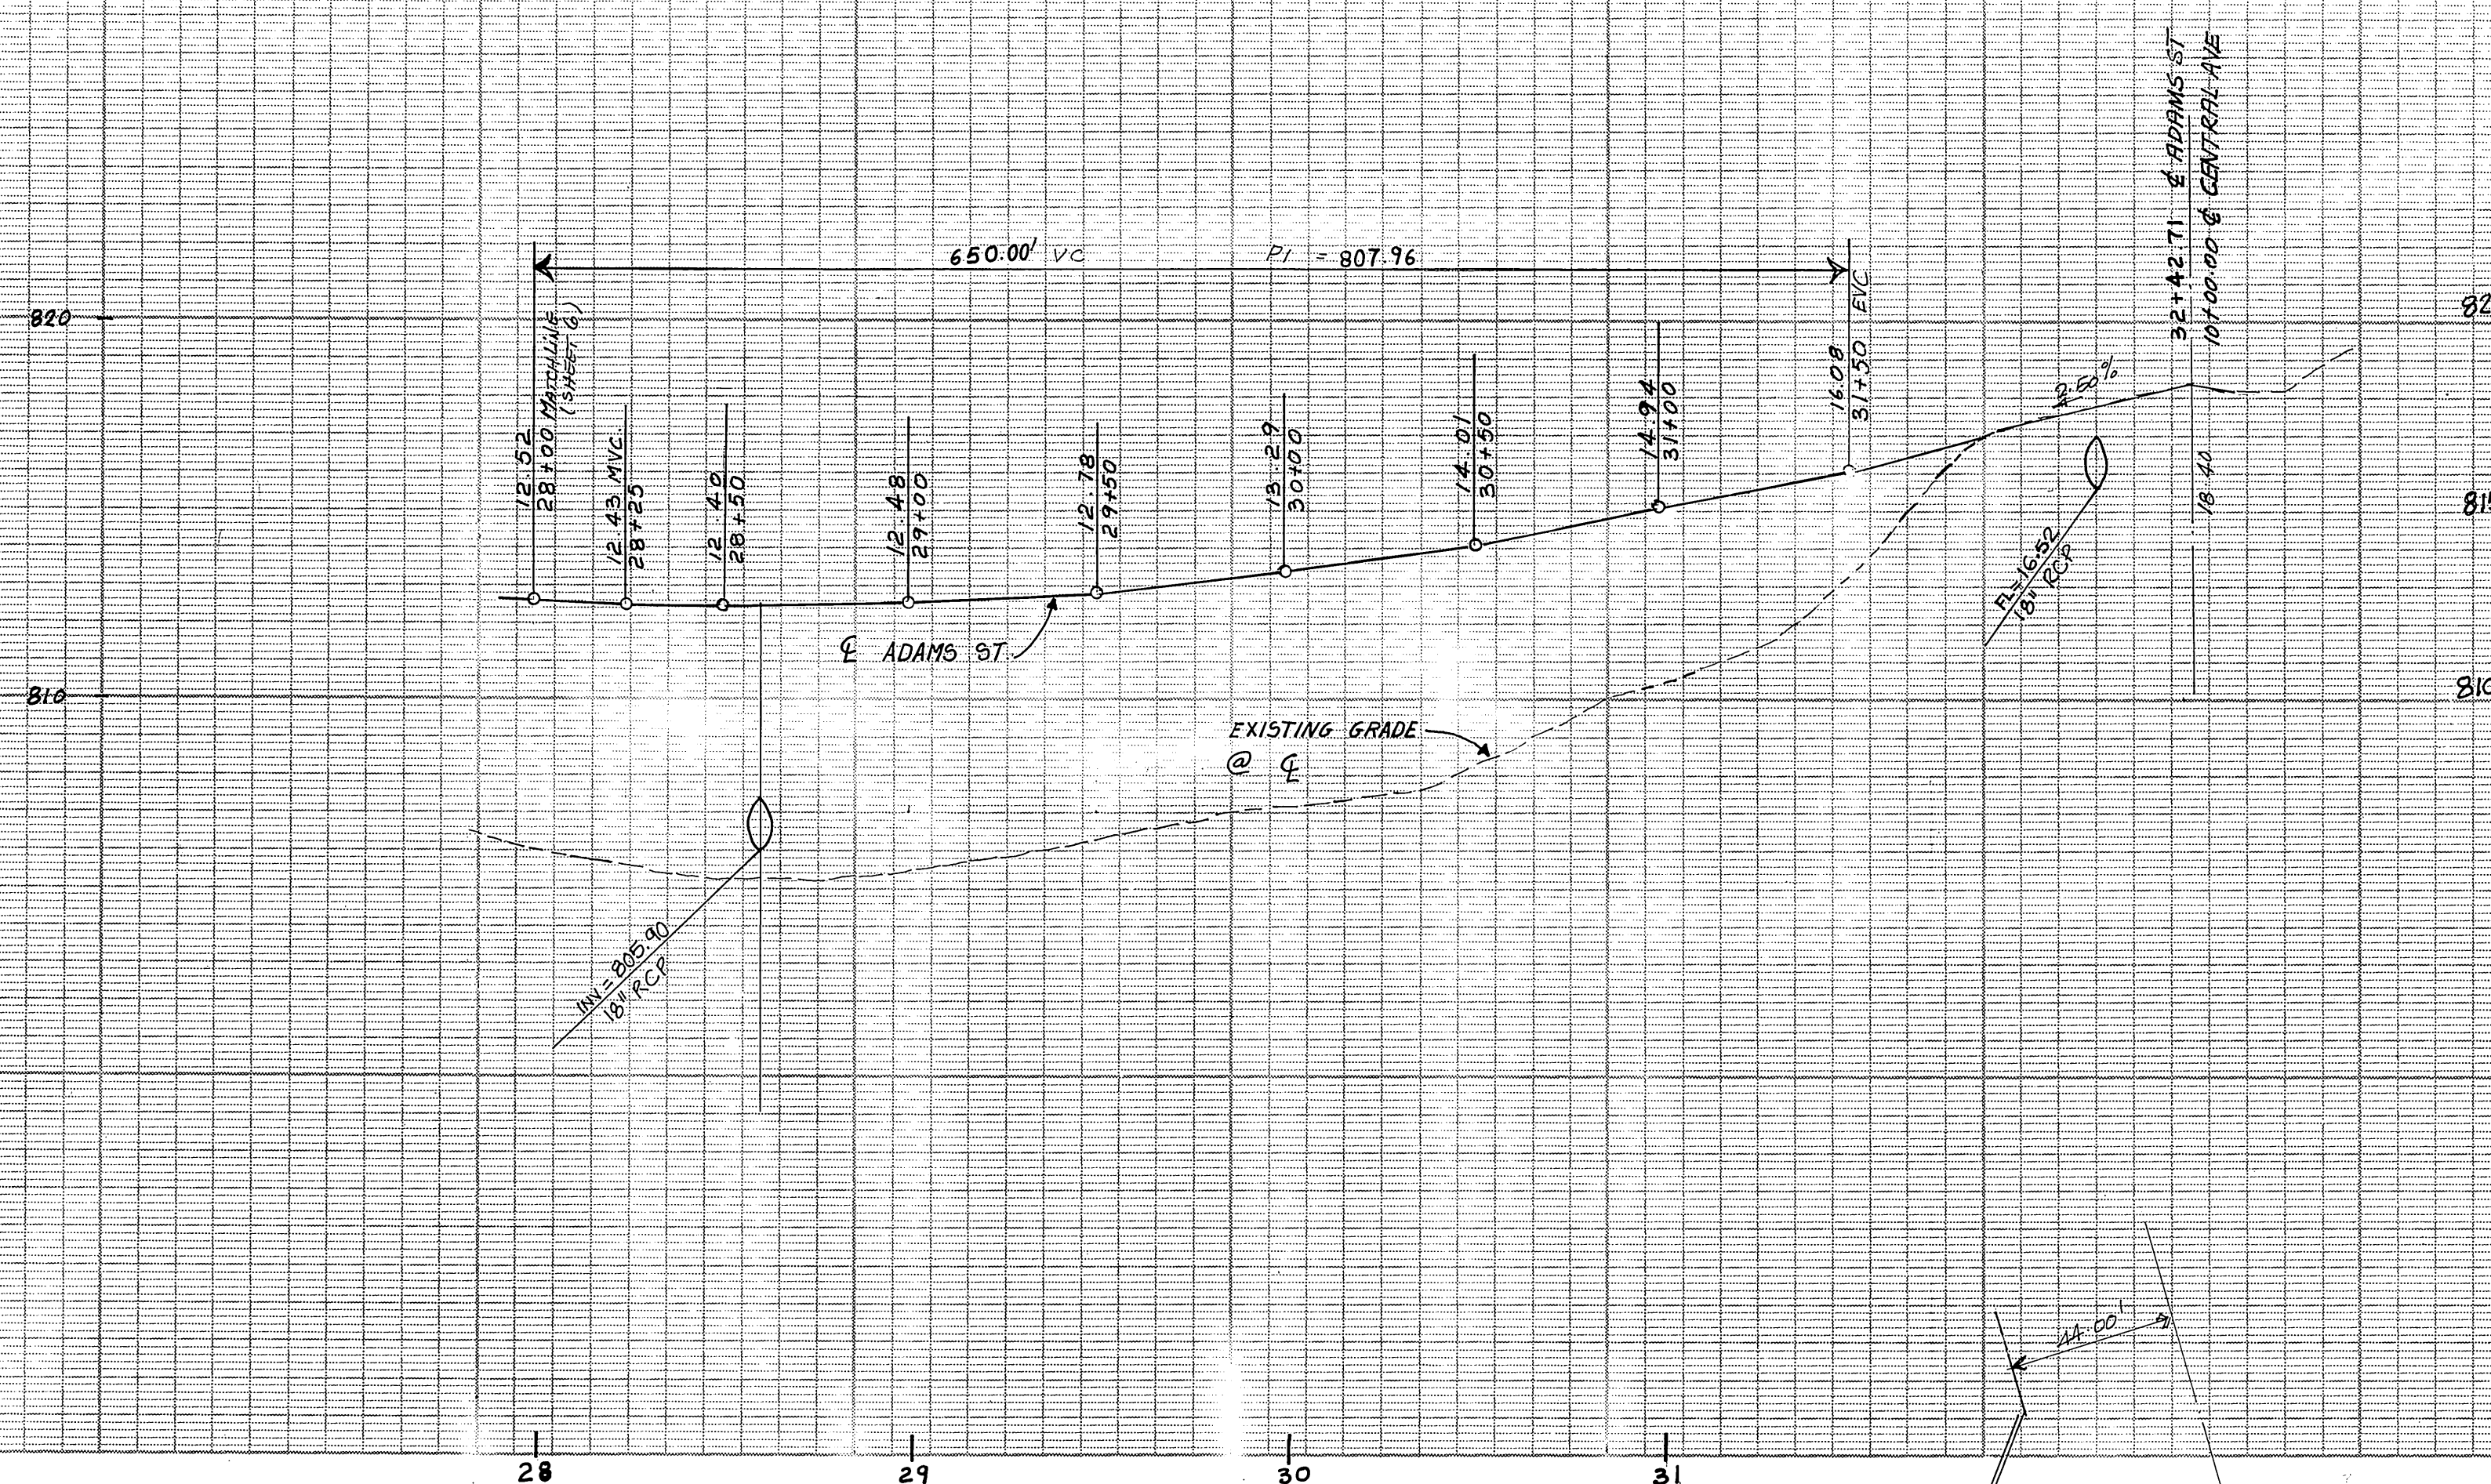 650.00' VC PI = 807.96
32+42.71 ℄ ADAMS ST
10+00.00 ℄ CENTRAL AVE
18.40
820
12.52
28+00 MATCHLINE
(SHEET 6)
12.43 MVC.
28+25
12.40
28+50
12.48
29+00
12.78
29+50
13.29
30+00
14.01
30+50
14.94
31+00
16.08
31+50 EVC
2.50%
82
815
FL=16.52
18" RCP
℄ ADAMS ST.
810
810
EXISTING GRADE
@ ℄
INV.=805.90
18" RCP
44.00'
28 29 30 31